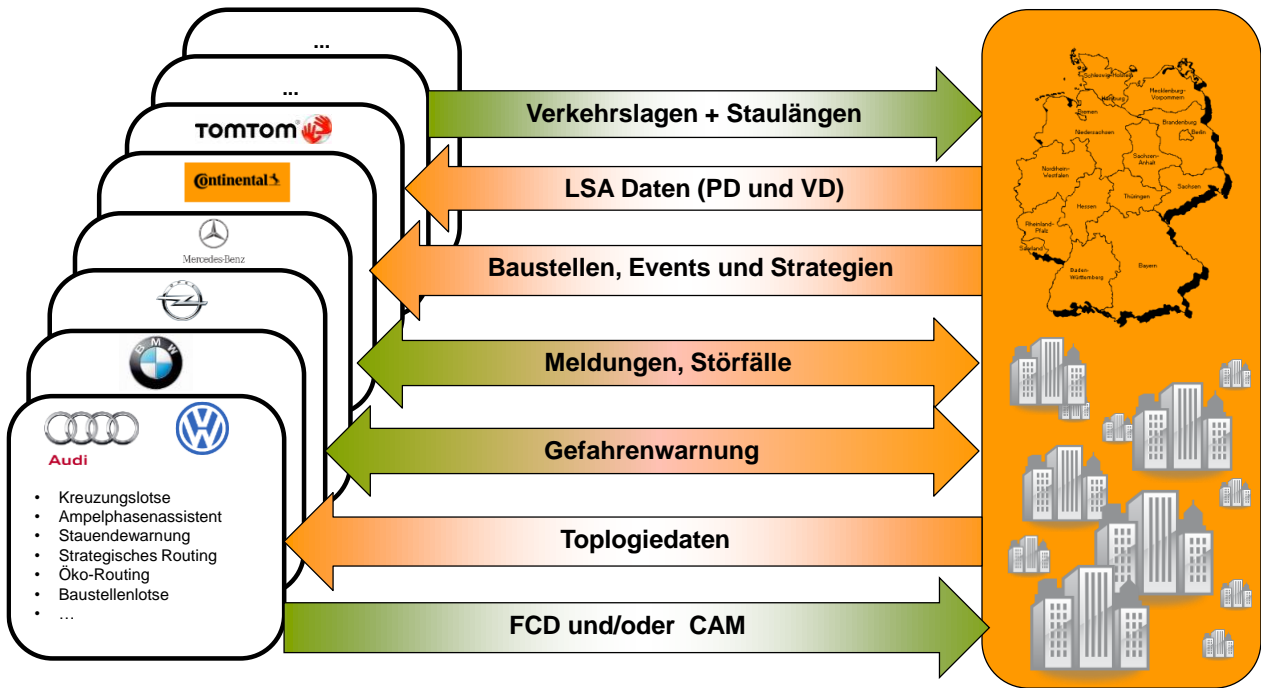 ...
...
TOMTOM
Continental
Mercedes-Benz
BMW
Audi
• Kreuzungslotse
• Ampelphasenassistent
• Stauendewarnung
• Strategisches Routing
• Öko-Routing
• Baustellenlotse
• …
Verkehrslagen + Staulängen
LSA Daten (PD und VD)
Baustellen, Events und Strategien
Meldungen, Störfälle
Gefahrenwarnung
Toplogiedaten
FCD und/oder CAM
Schleswig-Holstein
Mecklenburg-
Vorpommern
Hamburg
Bremen
Brandenburg
Berlin
Niedersachsen
Sachsen-
Anhalt
Nordrhein-
Westfalen
Sachsen
Thüringen
Hessen
Rheinland-
Pfalz
Saarland
Bayern
Baden-
Württemberg